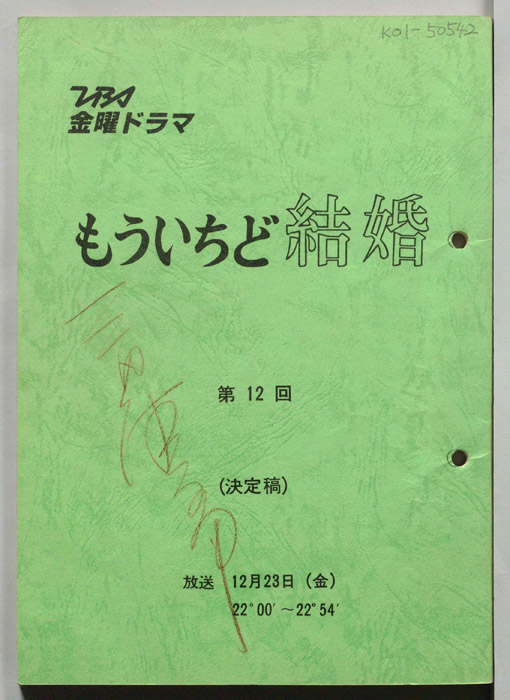 K01-50542
TBS
金曜ドラマ
もういちど結婚
第12回
(決定稿)
放送 12月23日(金)
22°00′～22°54′